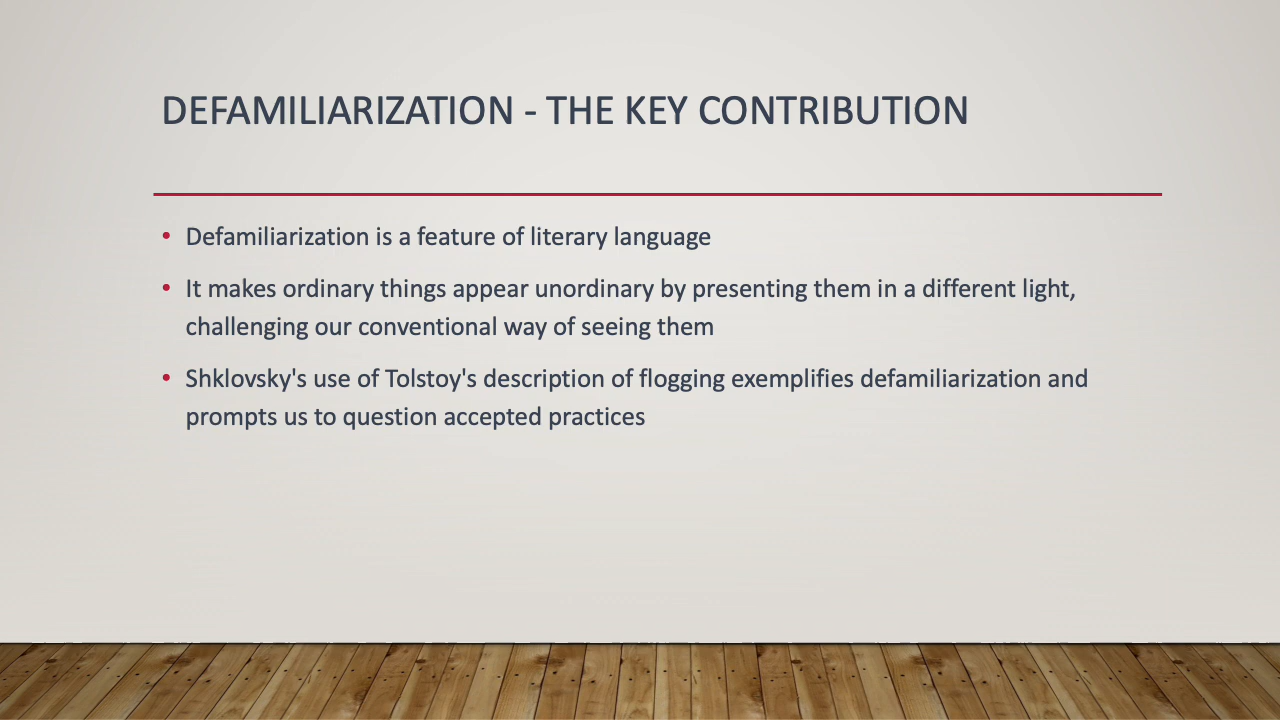 DEFAMILIARIZATION - THE KEY CONTRIBUTION
• Defamiliarization is a feature of literary language
• It makes ordinary things appear unordinary by presenting them in a different light,
challenging our conventional way of seeing them
• Shklovsky's use of Tolstoy's description of flogging exemplifies defamiliarization and
prompts us to question accepted practices